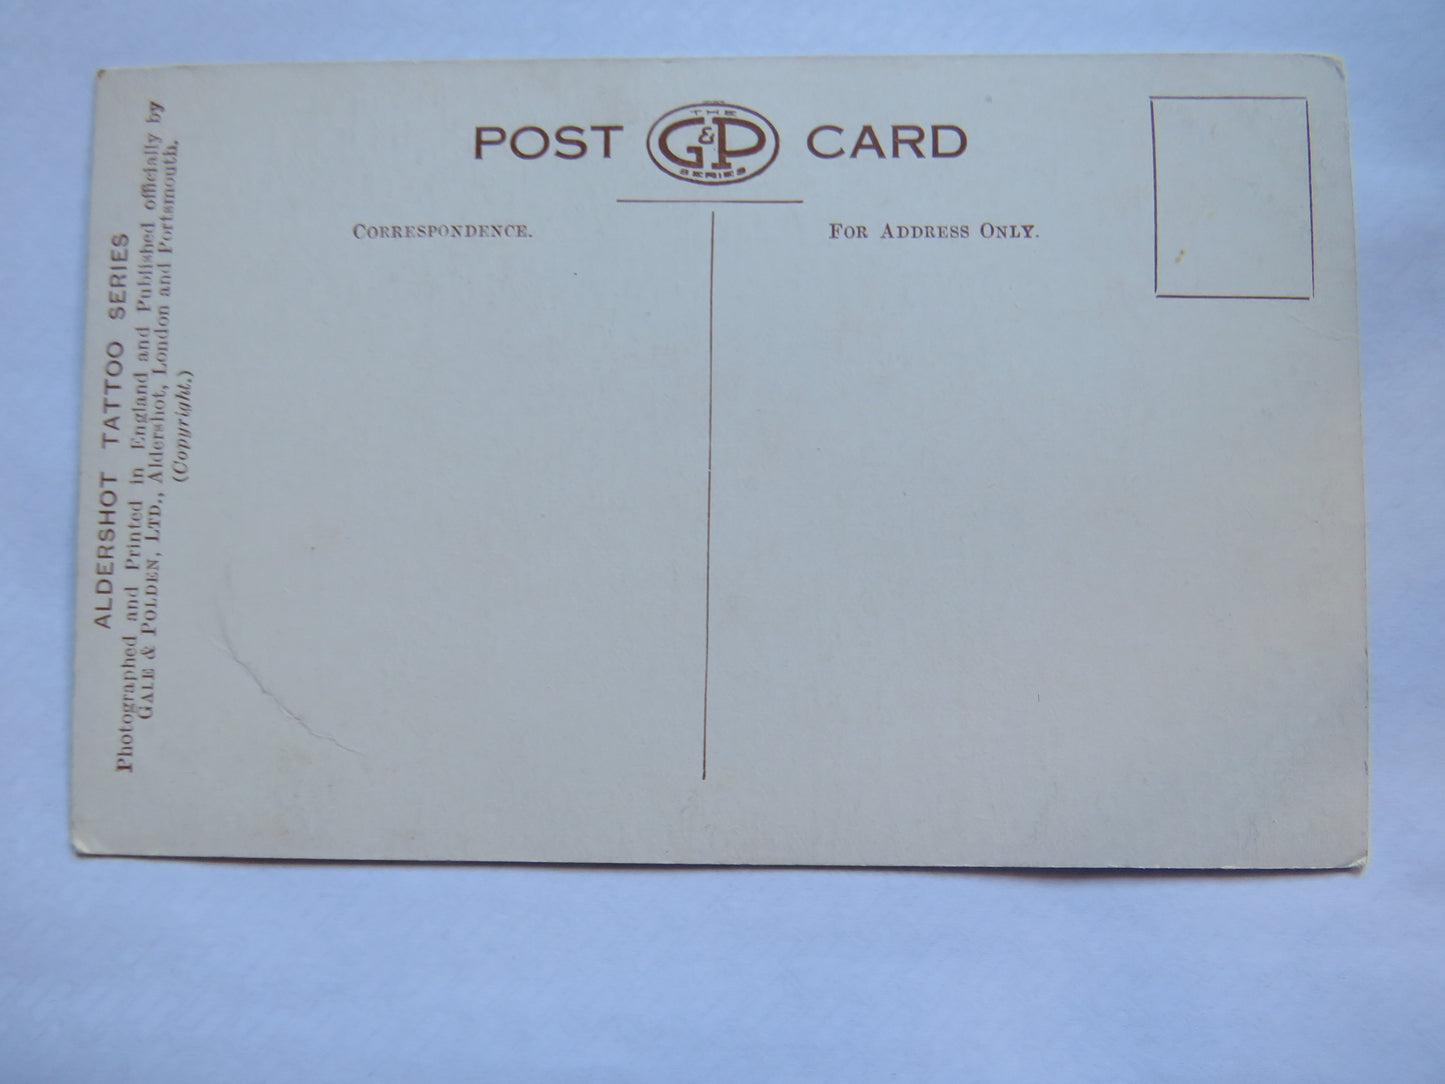 POST CARD
THE
G&P
SERIES
CORRESPONDENCE.
FOR ADDRESS ONLY.
ALDERSHOT TATTOO SERIES
Photographed and Printed in England and Published officially by
GALE & POLDEN, LTD., Aldershot, London and Portsmouth.
(Copyright.)